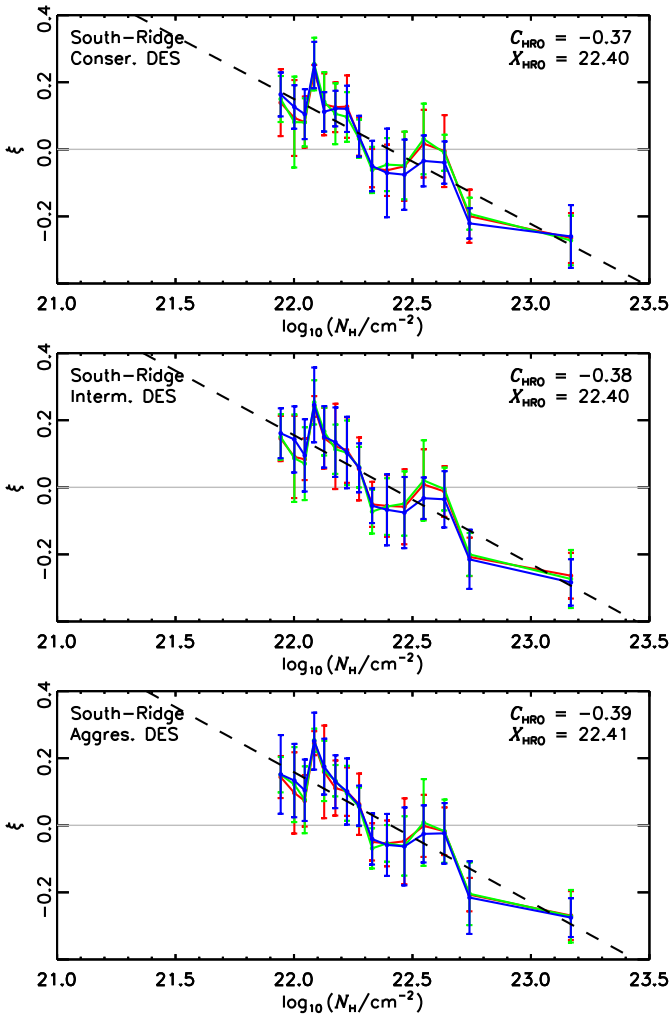 South-Ridge
Conser. DES
C_HRO = -0.37
X_HRO = 22.40
0.4
0.2
0.0
-0.2
ξ
21.0 21.5 22.0 22.5 23.0 23.5
log₁₀(N_H/cm⁻²)
South-Ridge
Interm. DES
C_HRO = -0.38
X_HRO = 22.40
0.4
0.2
0.0
-0.2
ξ
21.0 21.5 22.0 22.5 23.0 23.5
log₁₀(N_H/cm⁻²)
South-Ridge
Aggres. DES
C_HRO = -0.39
X_HRO = 22.41
0.4
0.2
0.0
-0.2
ξ
21.0 21.5 22.0 22.5 23.0 23.5
log₁₀(N_H/cm⁻²)